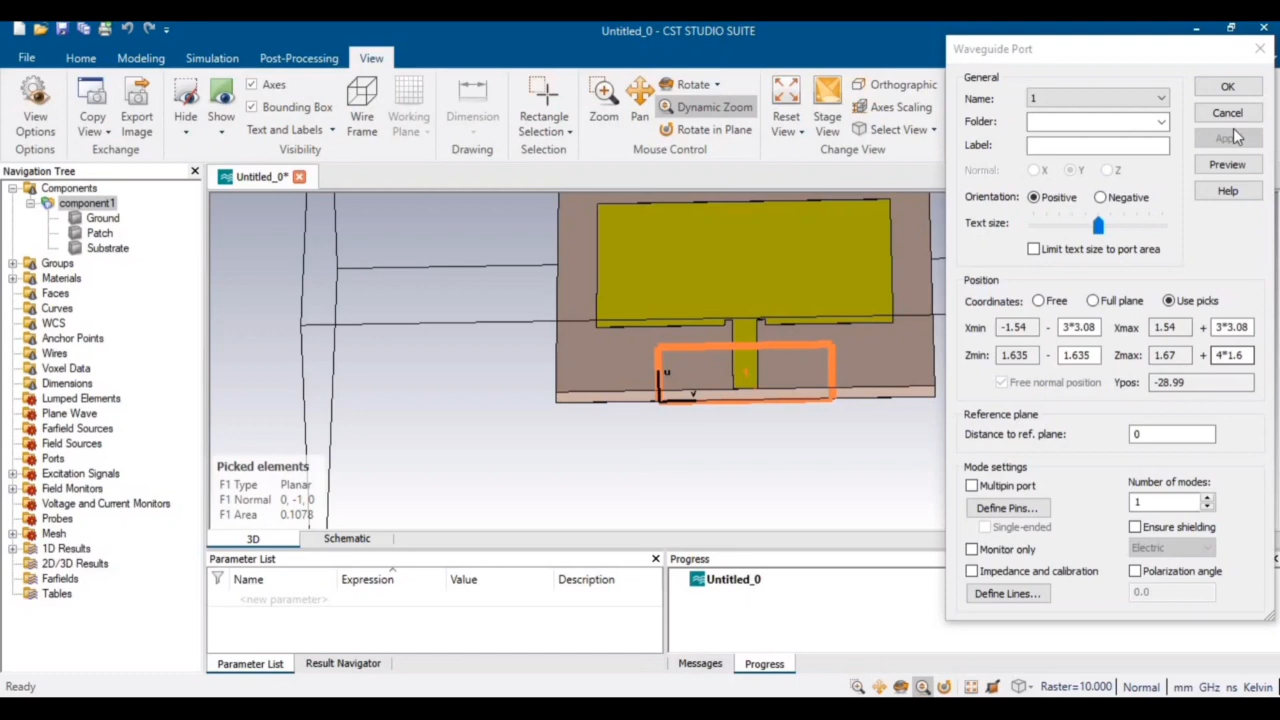 Untitled_0 - CST STUDIO SUITE
File Home Modeling Simulation Post-Processing View
View Options
Options
Copy View
Export Image
Exchange
Hide
Show
Axes
Bounding Box
Text and Labels
Wire Frame
Working Plane
Visibility
Dimension
Drawing
Rectangle Selection
Selection
Zoom
Pan
Rotate
Dynamic Zoom
Rotate in Plane
Mouse Control
Reset View
Stage View
Orthographic
Axes Scaling
Select View
Change View
Navigation Tree
Components
component1
Ground
Patch
Substrate
Groups
Materials
Faces
Curves
WCS
Anchor Points
Wires
Voxel Data
Dimensions
Lumped Elements
Plane Wave
Farfield Sources
Field Sources
Ports
Excitation Signals
Field Monitors
Voltage and Current Monitors
Probes
Mesh
1D Results
2D/3D Results
Farfields
Tables
Untitled_0*
u
v
Picked elements
F1 Type Planar
F1 Normal 0, -1, 0
F1 Area 0.1078
3D Schematic
Parameter List
Name Expression Value Description
<new parameter>
Parameter List Result Navigator
Progress
Untitled_0
Messages Progress
Waveguide Port
General
Name: 1
Folder:
Label:
Normal: X Y Z
Orientation: Positive Negative
Text size:
Limit text size to port area
OK
Cancel
Preview
Help
Position
Coordinates: Free Full plane Use picks
Xmin -1.54 - 3*3.08 Xmax 1.54 + 3*3.08
Zmin: 1.635 - 1.635 Zmax: 1.67 + 4*1.6
Free normal position Ypos: -28.99
Reference plane
Distance to ref. plane: 0
Mode settings
Multipin port
Define Pins...
Single-ended
Monitor only
Impedance and calibration
Define Lines...
Number of modes:
1
Ensure shielding
Electric
Polarization angle
0.0
Ready
Raster=10.000 Normal mm GHz ns Kelvin